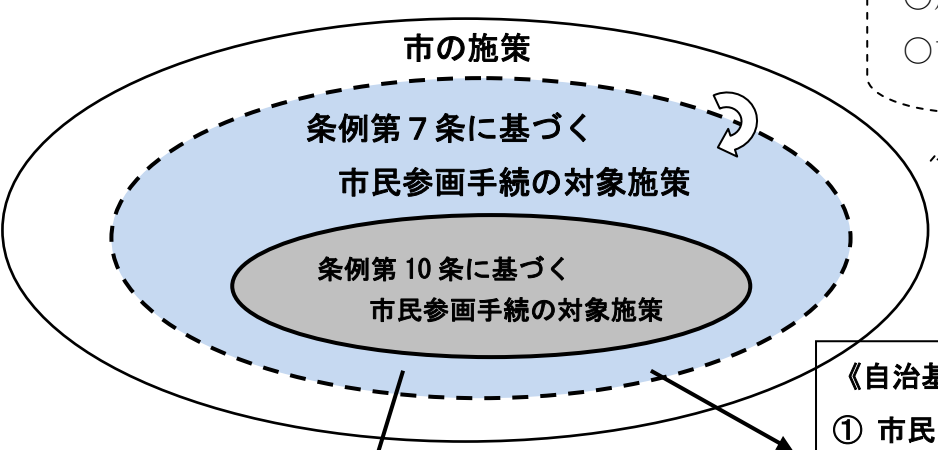 市の施策
条例第７条に基づく
市民参画手続の対象施策
条例第 10 条に基づく
市民参画手続の対象施策
○
○
《自治基
① 市民